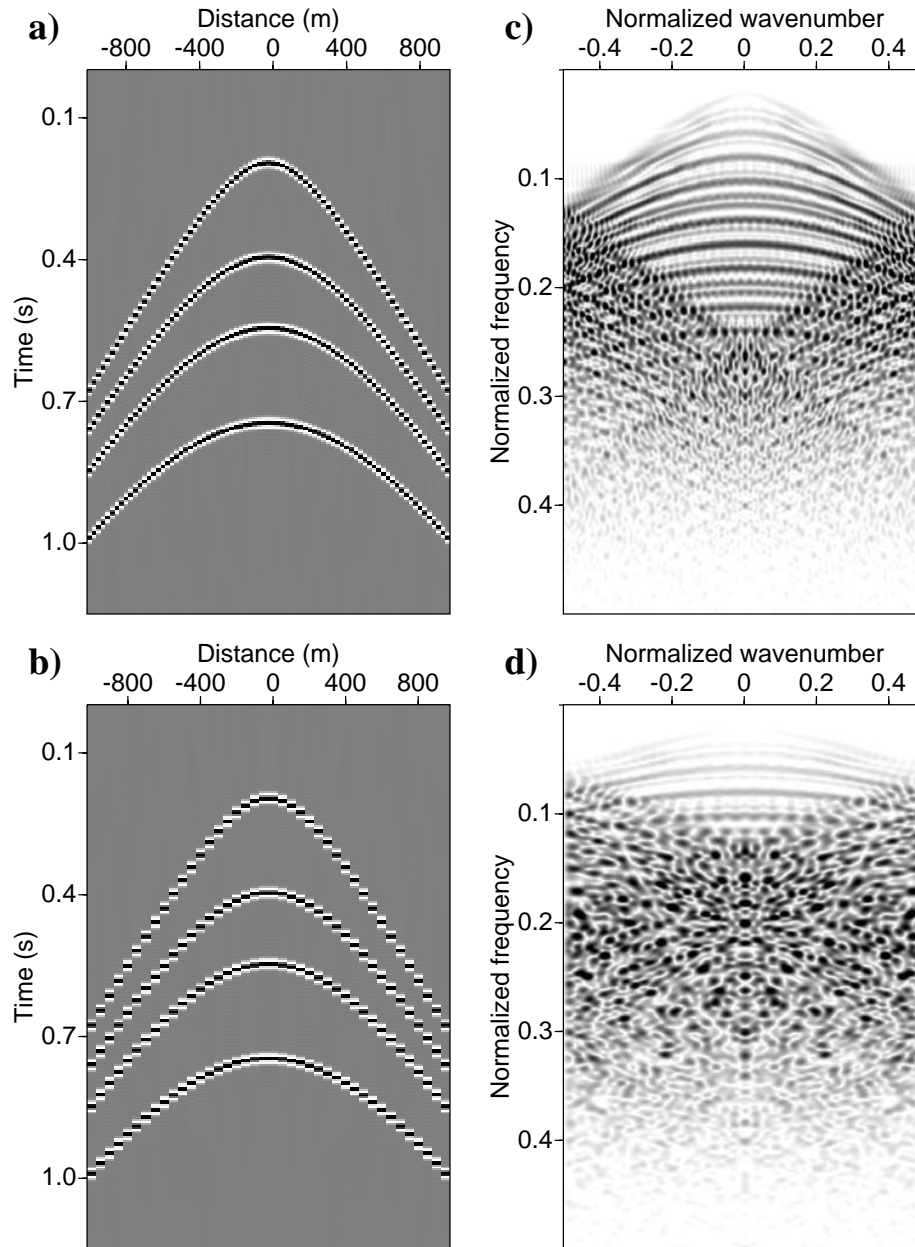 a)
Distance (m)
-800 -400 0 400 800
Time (s)
0.1
0.4
0.7
1.0
c)
Normalized wavenumber
-0.4 -0.2 0 0.2 0.4
Normalized frequency
0.1
0.2
0.3
0.4
b)
Distance (m)
-800 -400 0 400 800
Time (s)
0.1
0.4
0.7
1.0
d)
Normalized wavenumber
-0.4 -0.2 0 0.2 0.4
Normalized frequency
0.1
0.2
0.3
0.4